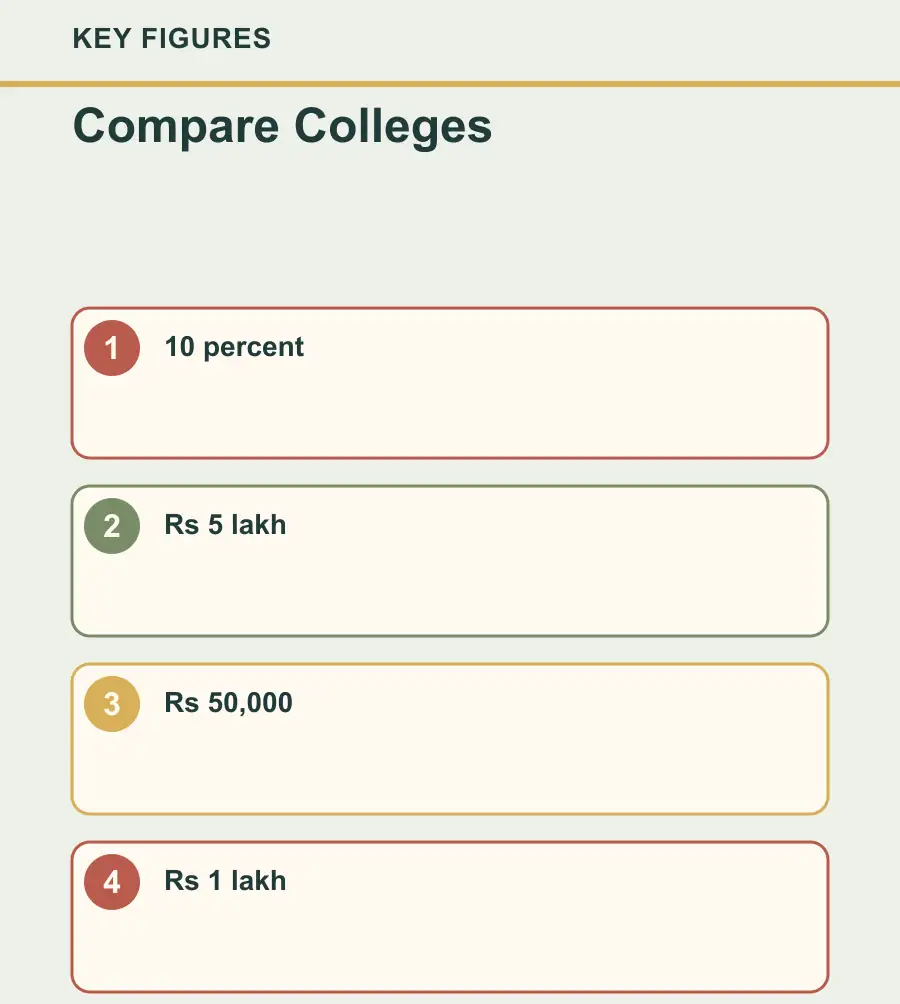 KEY FIGURES
Compare Colleges
1 10 percent
2 Rs 5 lakh
3 Rs 50,000
4 Rs 1 lakh